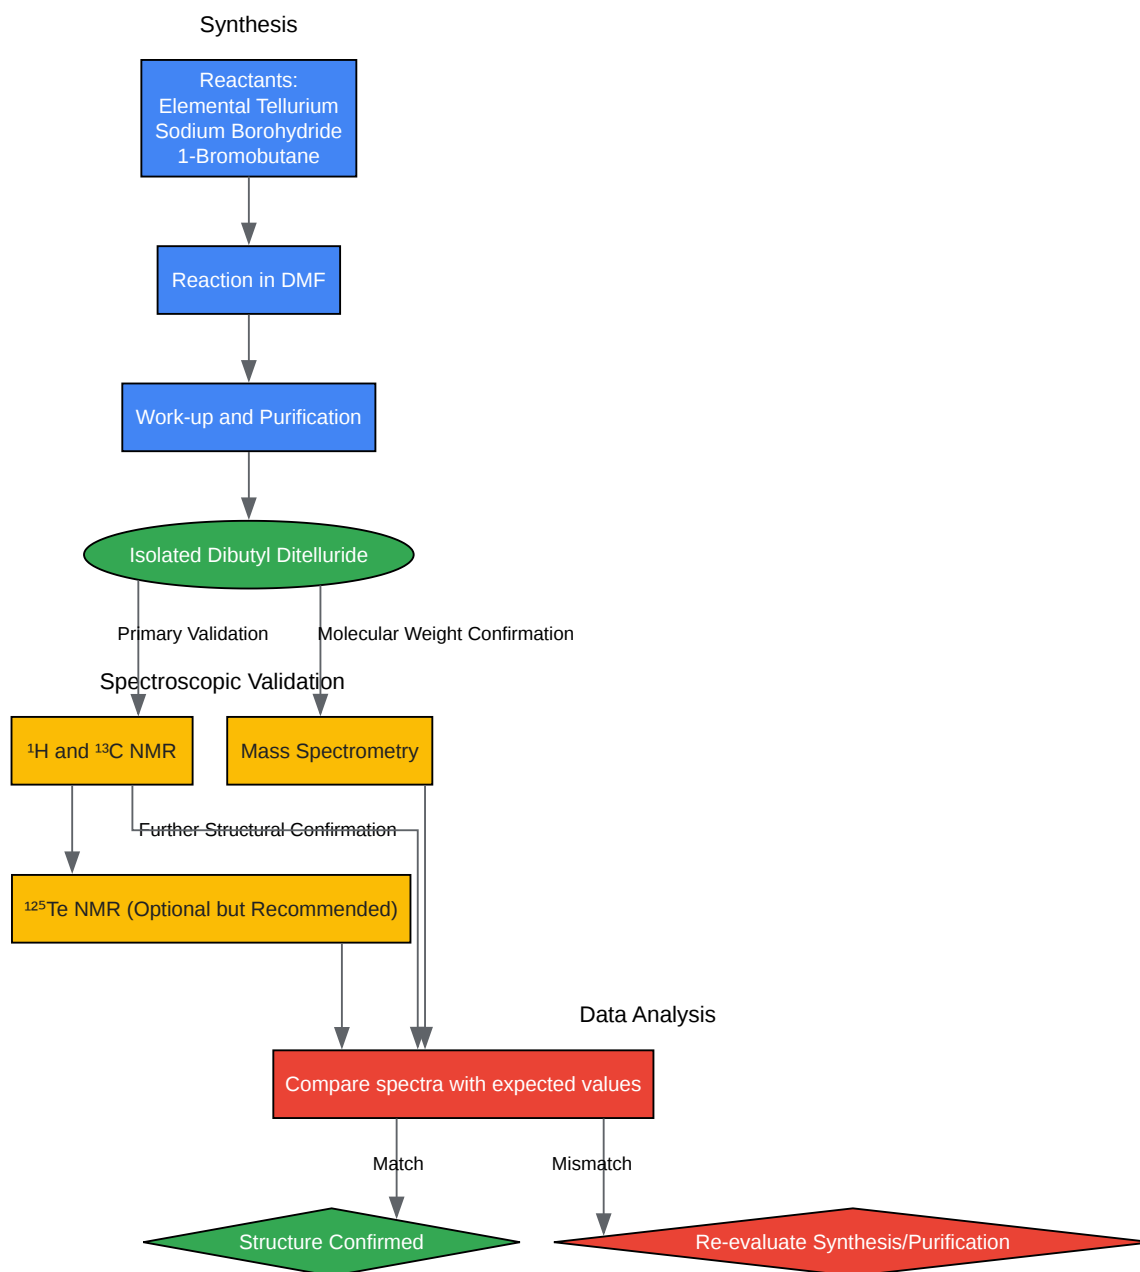 Synthesis
Reactants:
Elemental Tellurium
Sodium Borohydride
1-Bromobutane
Reaction in DMF
Work-up and Purification
Isolated Dibutyl Ditelluride
Primary Validation
Molecular Weight Confirmation
Spectroscopic Validation
¹H and ¹³C NMR
Mass Spectrometry
Further Structural Confirmation
¹²⁵Te NMR (Optional but Recommended)
Data Analysis
Compare spectra with expected values
Match
Mismatch
Structure Confirmed
Re-evaluate Synthesis/Purification